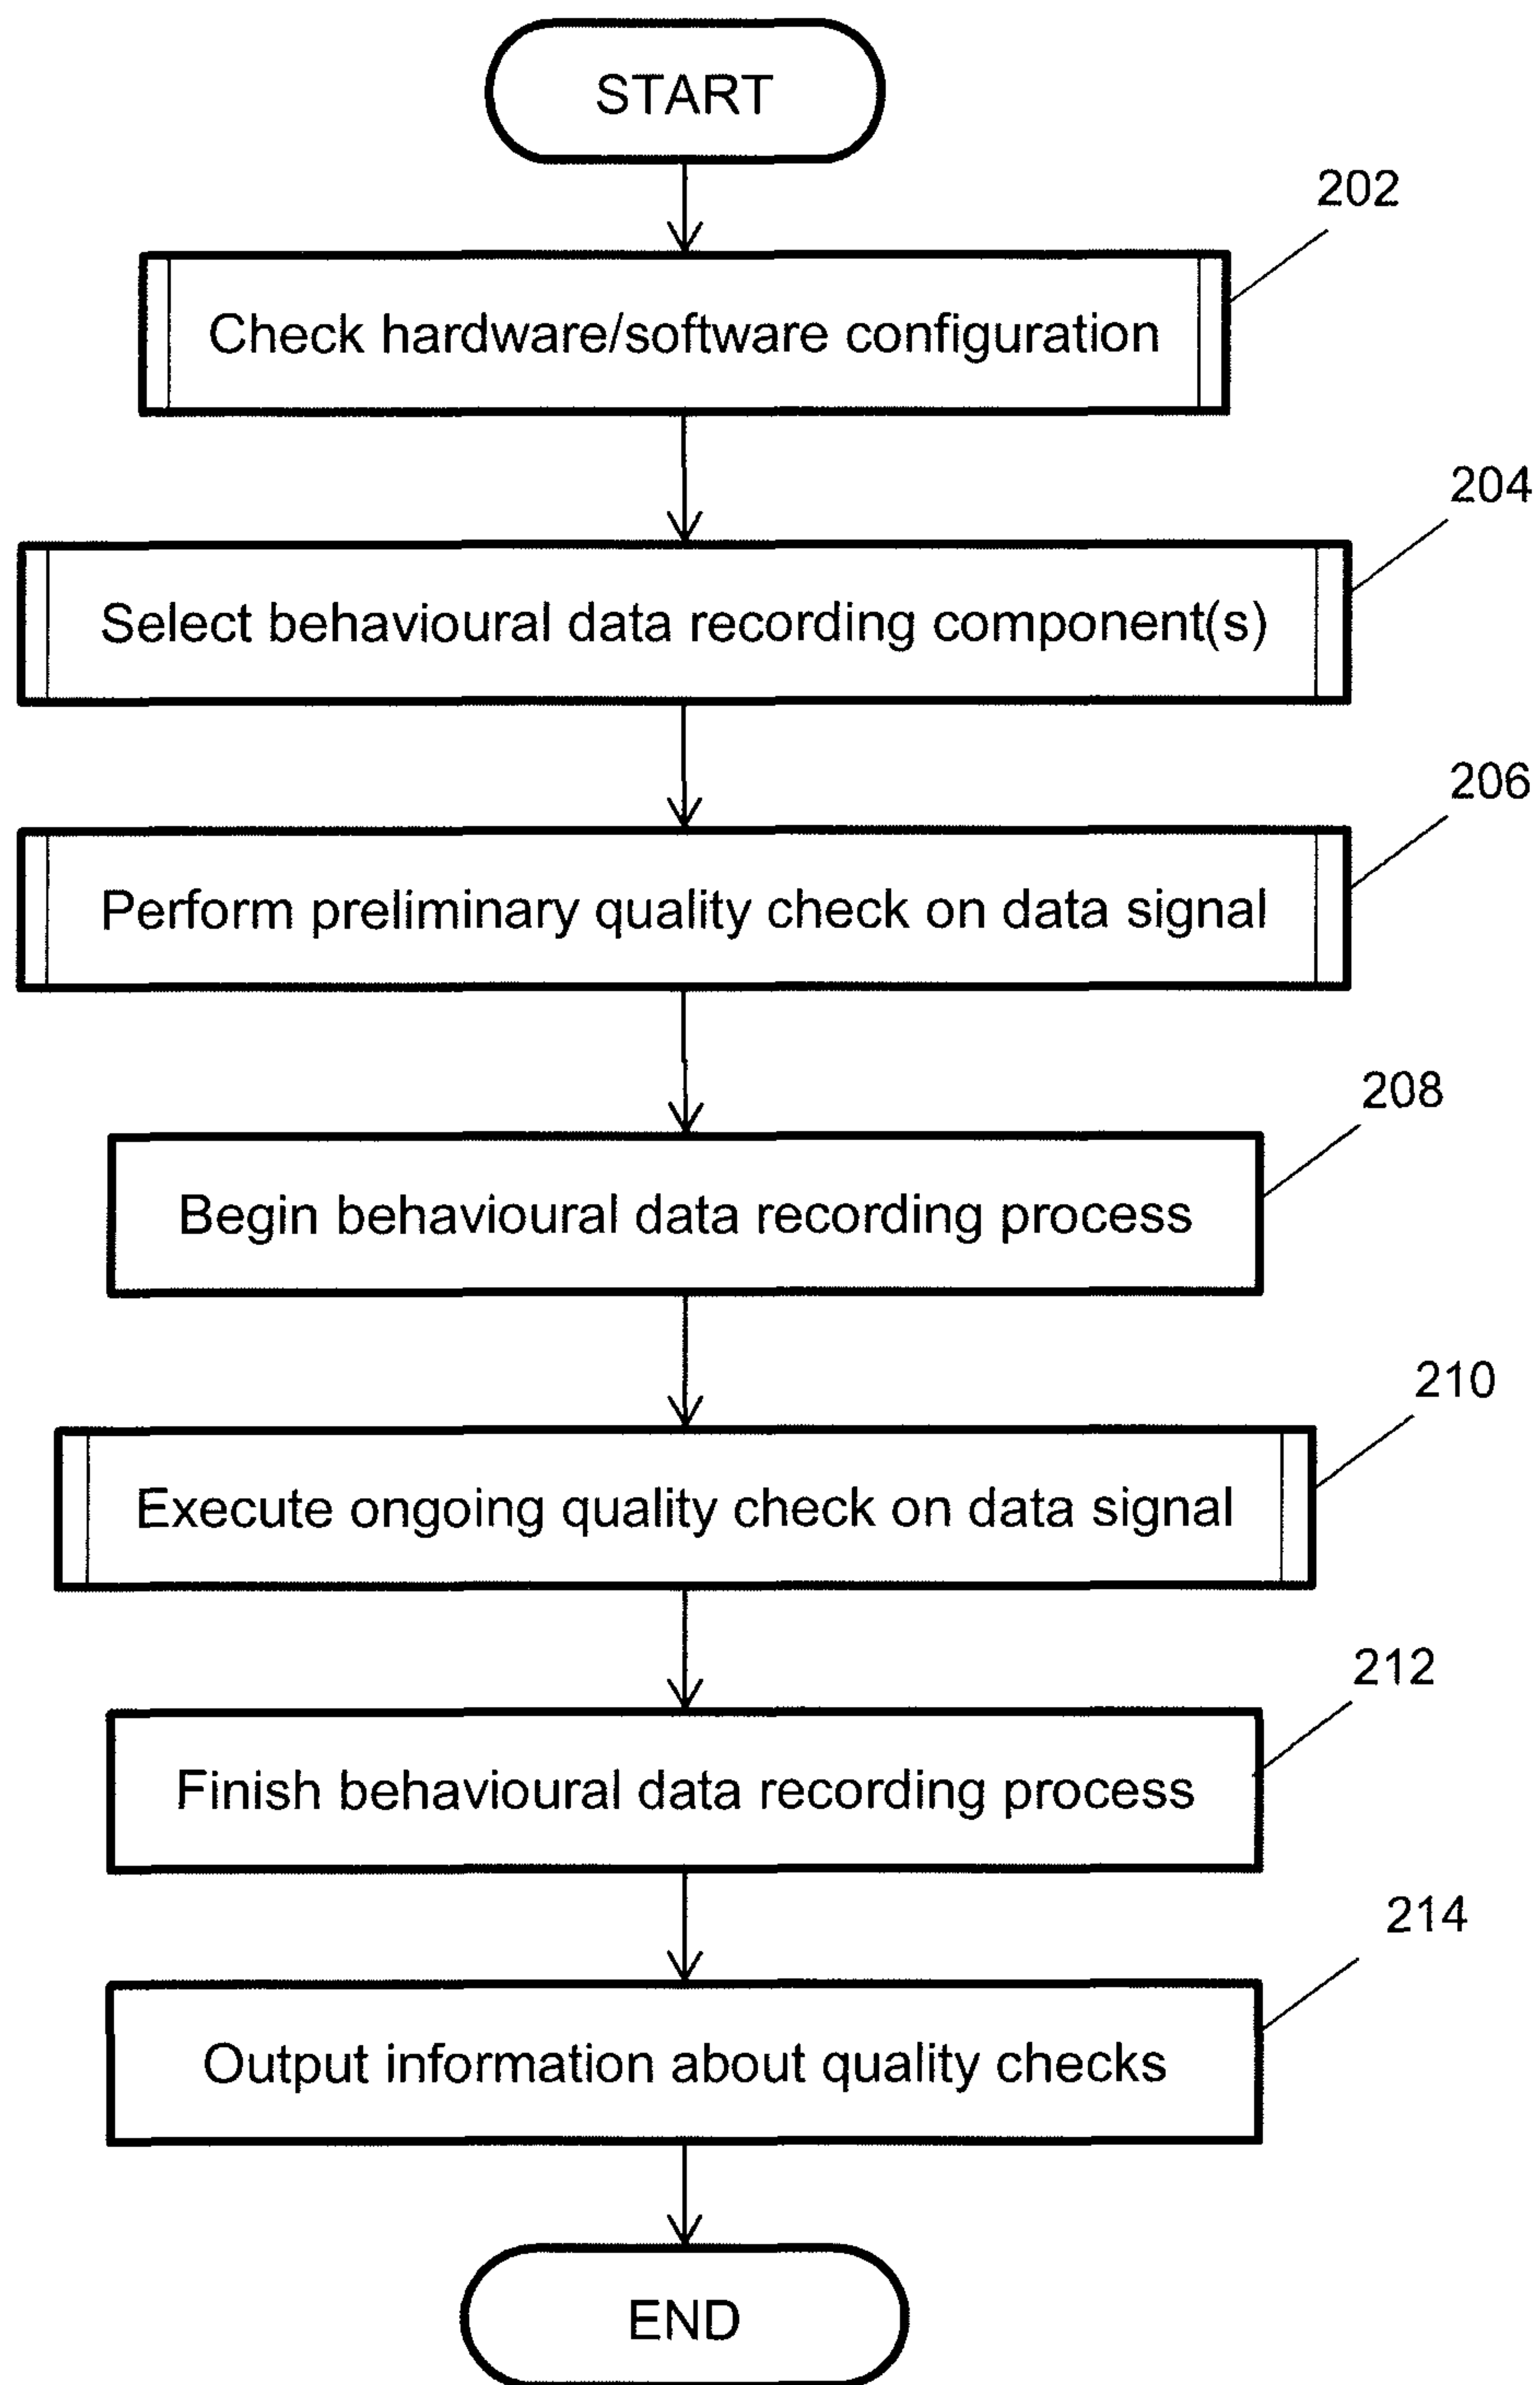 START
202
Check hardware/software configuration
204
Select behavioural data recording component(s)
206
Perform preliminary quality check on data signal
208
Begin behavioural data recording process
210
Execute ongoing quality check on data signal
212
Finish behavioural data recording process
214
Output information about quality checks
END